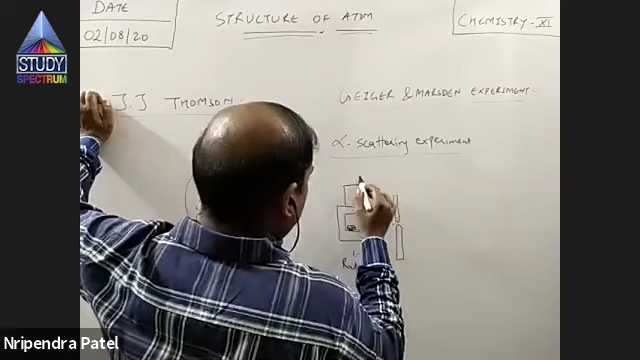 DATE
02/08/20
STRUCTURE OF ATOM
CHEMISTRY-XI
STUDY
SPECTRUM
J.J THOMSON
GEIGER & MARSDEN EXPERIMENT.
α- scattering experiment
Nripendra Patel